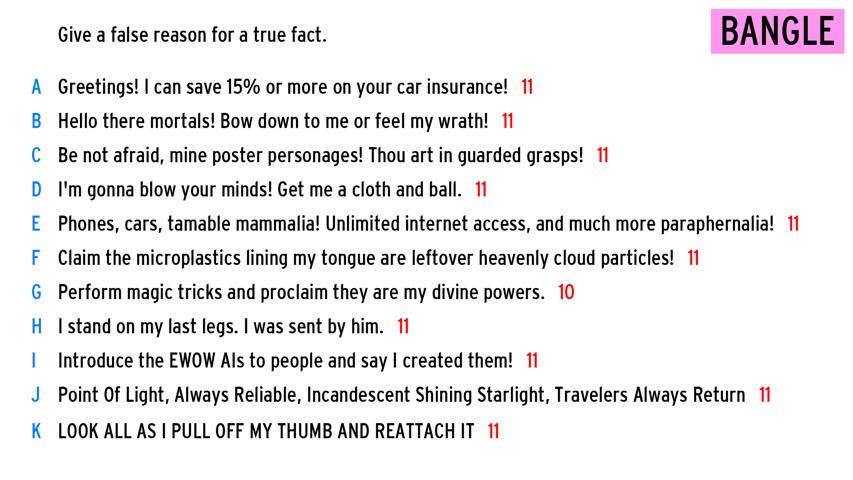 Give a false reason for a true fact.
BANGLE
A Greetings! I can save 15% or more on your car insurance! 11
B Hello there mortals! Bow down to me or feel my wrath! 11
C Be not afraid, mine poster personages! Thou art in guarded grasps! 11
D I'm gonna blow your minds! Get me a cloth and ball. 11
E Phones, cars, tamable mammalia! Unlimited internet access, and much more paraphernalia! 11
F Claim the microplastics lining my tongue are leftover heavenly cloud particles! 11
G Perform magic tricks and proclaim they are my divine powers. 10
H I stand on my last legs. I was sent by him. 11
I Introduce the EWOW AIs to people and say I created them! 11
J Point Of Light, Always Reliable, Incandescent Shining Starlight, Travelers Always Return 11
K LOOK ALL AS I PULL OFF MY THUMB AND REATTACH IT 11